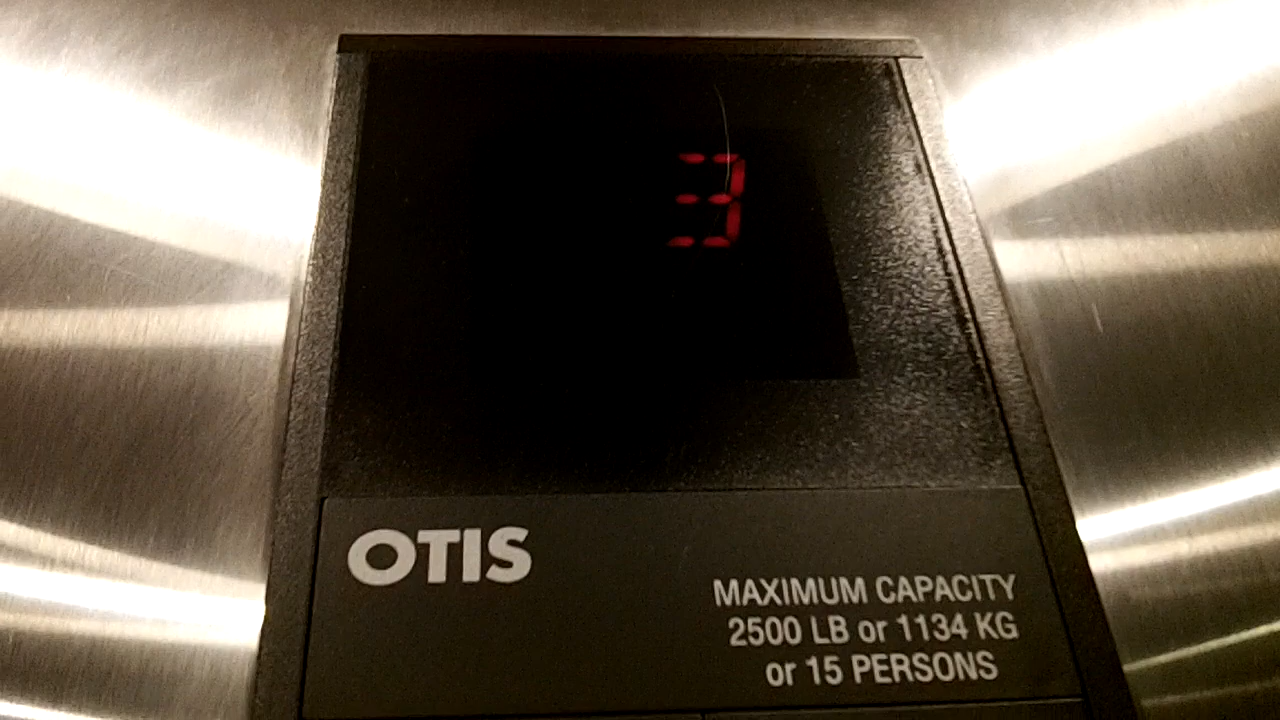 3
OTIS
MAXIMUM CAPACITY
2500 LB or 1134 KG
or 15 PERSONS